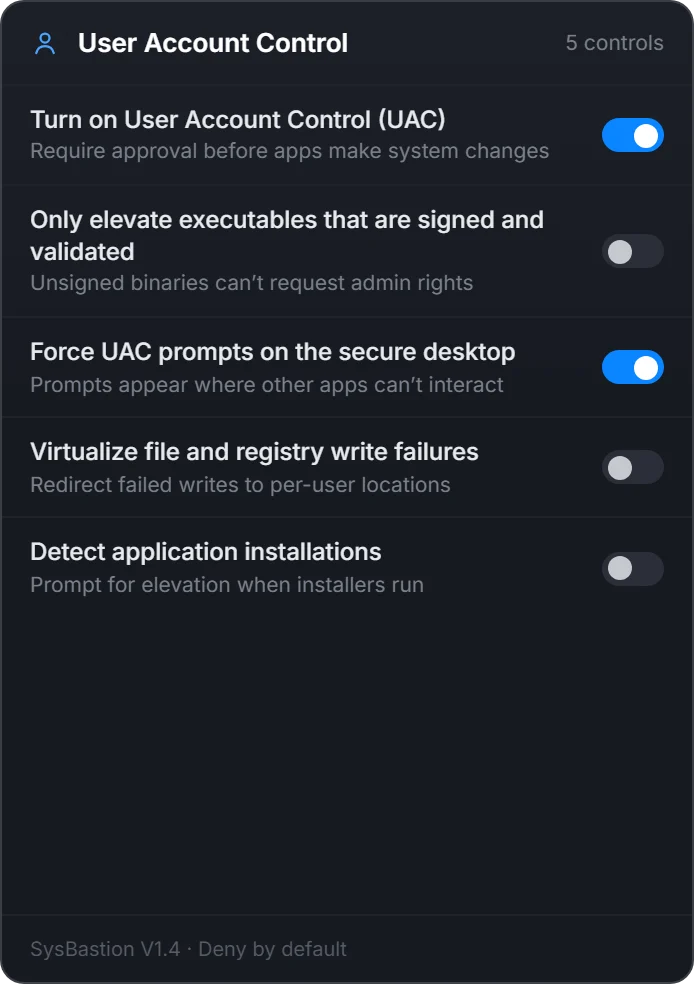 User Account Control
5 controls
Turn on User Account Control (UAC)
Require approval before apps make system changes
Only elevate executables that are signed and
validated
Unsigned binaries can’t request admin rights
Force UAC prompts on the secure desktop
Prompts appear where other apps can’t interact
Virtualize file and registry write failures
Redirect failed writes to per-user locations
Detect application installations
Prompt for elevation when installers run
SysBastion V1.4 · Deny by default